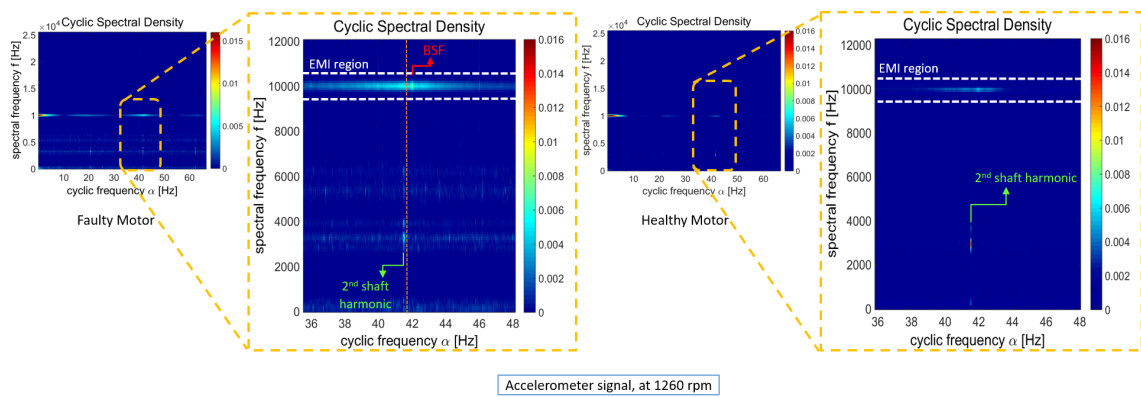 Cyclic Spectral Density
×10⁴
2.5
2
1.5
1
0.5
0
10 20 30 40 50 60
spectral frequency f [Hz]
cyclic frequency α [Hz]
0.015
0.01
0.005
0
Faulty Motor
Cyclic Spectral Density
12000
10000
8000
6000
4000
2000
0
36 38 40 42 44 46 48
spectral frequency f [Hz]
cyclic frequency α [Hz]
BSF
EMI region
2nd shaft
harmonic
0.016
0.014
0.012
0.01
0.008
0.006
0.004
0.002
0
Cyclic Spectral Density
×10⁴
2.5
2
1.5
1
0.5
0
10 20 30 40 50 60
spectral frequency f [Hz]
cyclic frequency α [Hz]
0.016
0.014
0.012
0.01
0.008
0.006
0.004
0.002
0
Healthy Motor
Cyclic Spectral Density
12000
10000
8000
6000
4000
2000
0
36 38 40 42 44 46 48
spectral frequency f [Hz]
cyclic frequency α [Hz]
EMI region
2nd shaft harmonic
0.016
0.014
0.012
0.01
0.008
0.006
0.004
0.002
0
Accelerometer signal, at 1260 rpm